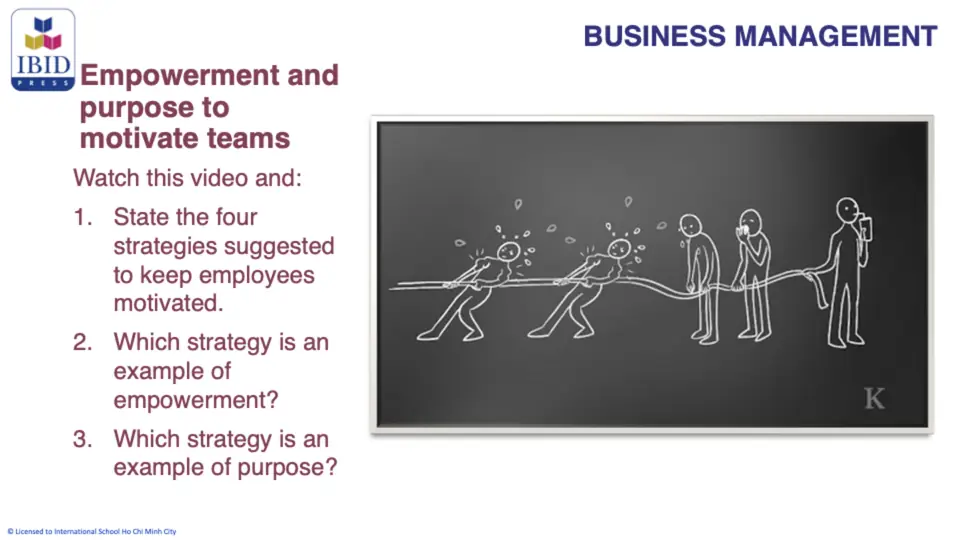 IBID
PRESS
BUSINESS MANAGEMENT
Empowerment and
purpose to
motivate teams
Watch this video and:
1. State the four
strategies suggested
to keep employees
motivated.
2. Which strategy is an
example of
empowerment?
3. Which strategy is an
example of purpose?
K
© Licensed to International School Ho Chi Minh City